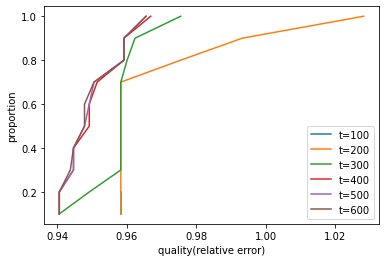 1.0
0.8
0.6
0.4
0.2
proportion
0.94 0.96 0.98 1.00 1.02
quality(relative error)
t=100
t=200
t=300
t=400
t=500
t=600